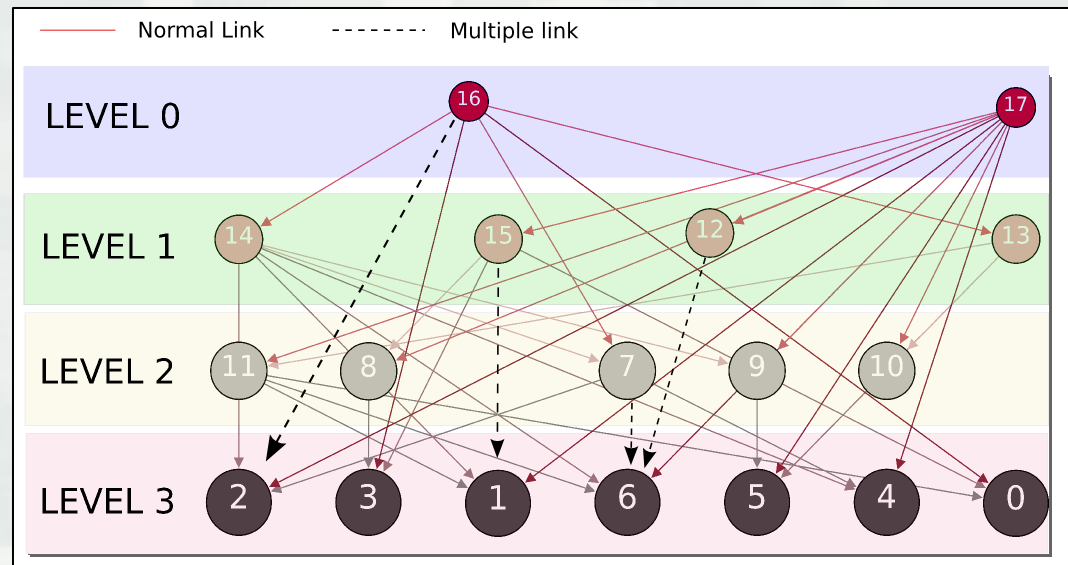 Normal Link Multiple link
LEVEL 0 16 17
LEVEL 1 14 15 12 13
LEVEL 2 11 8 7 9 10
LEVEL 3 2 3 1 6 5 4 0